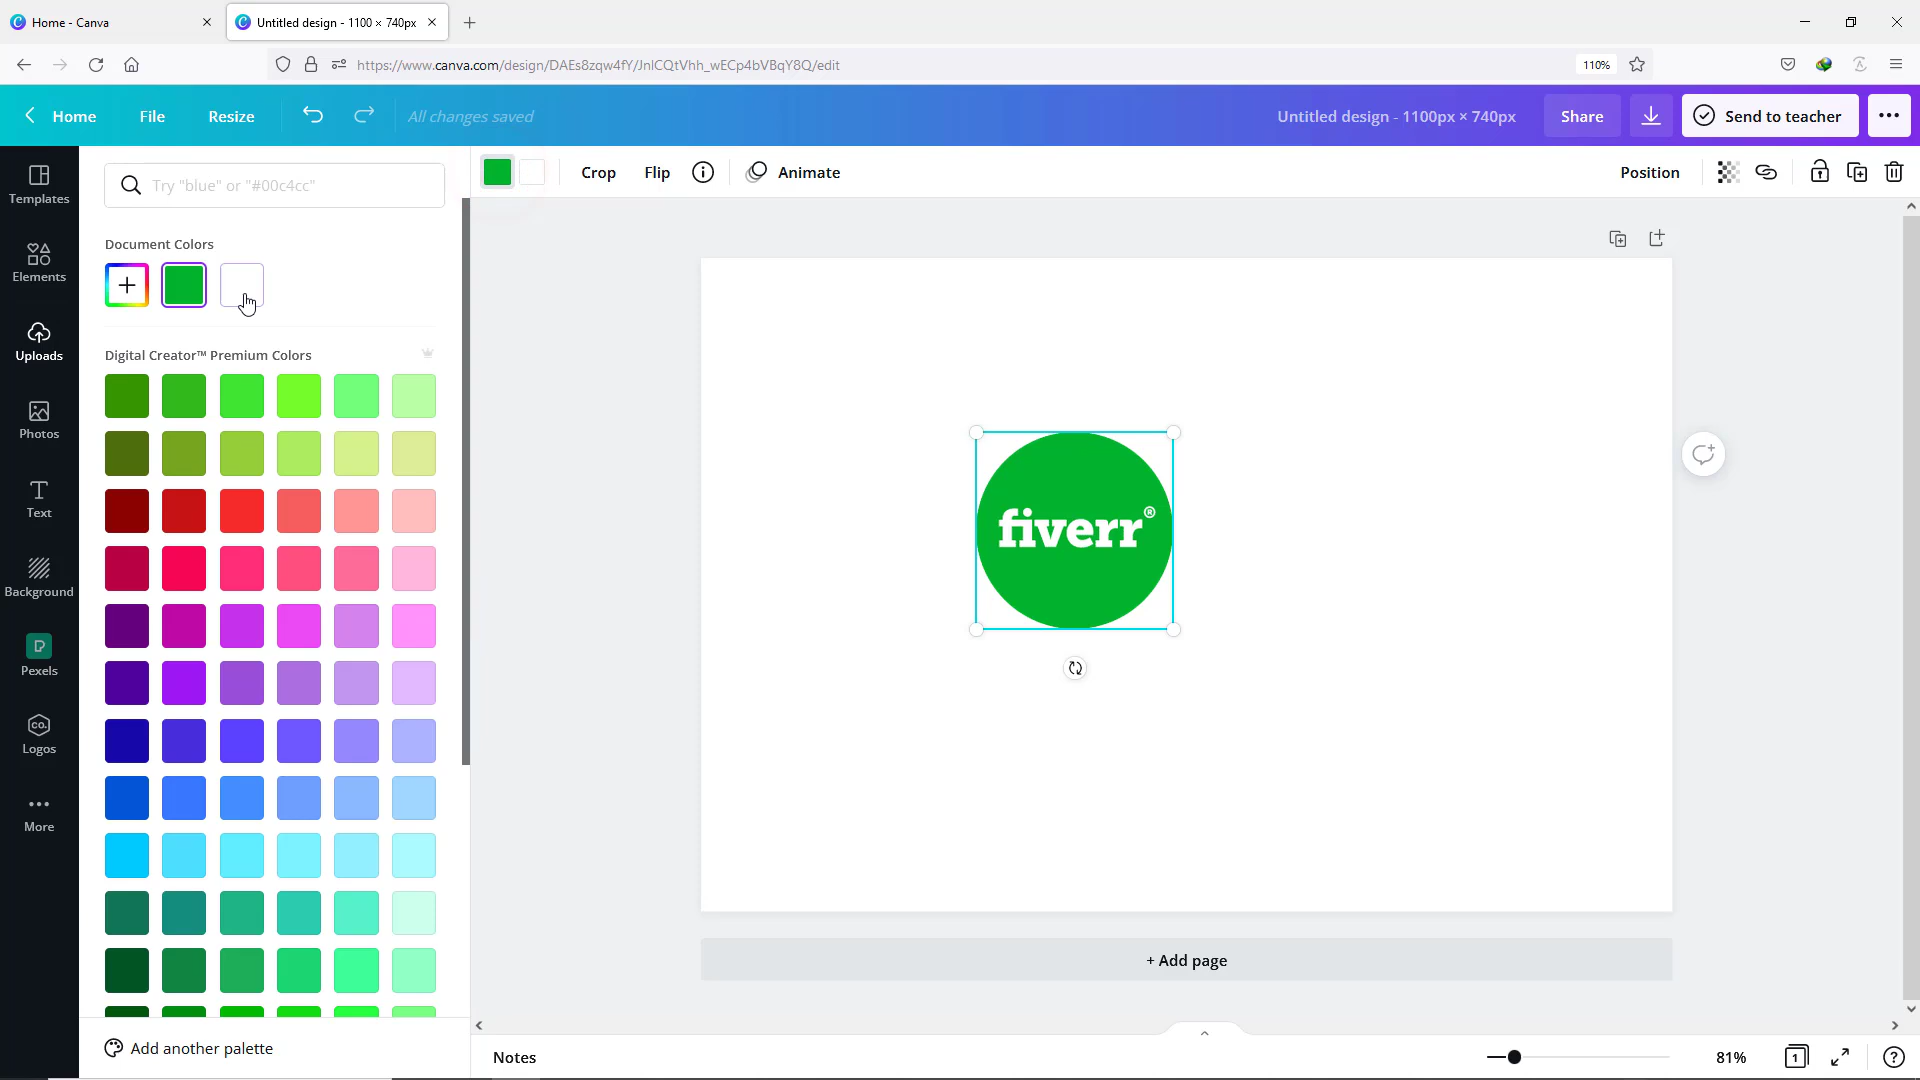 Home - Canva
Untitled design - 1100 × 740px
https://www.canva.com/design/DAEs8zqw4fY/JnlCQtVhh_wECp4bVBqY8Q/edit
110%
Home
File
Resize
All changes saved
Untitled design - 1100px × 740px
Share
Send to teacher
Templates
Elements
Uploads
Photos
Text
Background
Pexels
CO.
Logos
More
Try "blue" or "#00c4cc"
Document Colors
Digital Creator™ Premium Colors
Add another palette
Crop
Flip
Animate
Position
fiverr®
+ Add page
Notes
81%
1